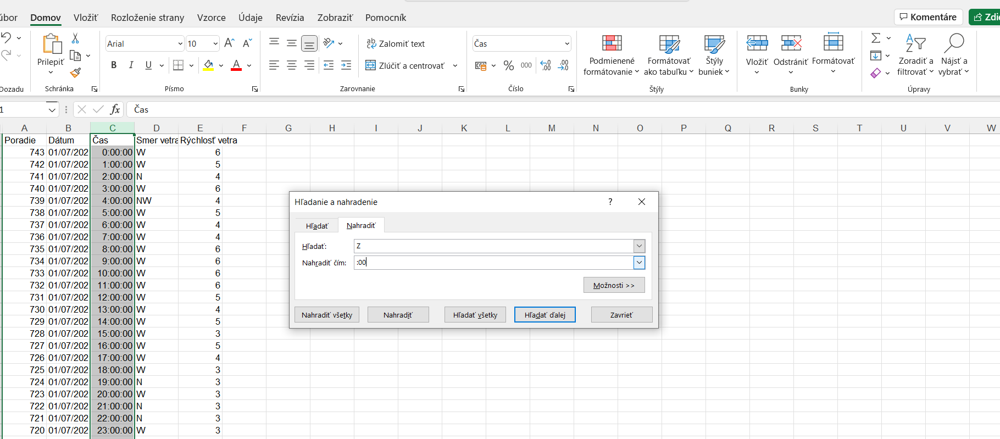 úbor Domov Vložiť Rozloženie strany Vzorce Údaje Revízia Zobraziť Pomocník Komentáre Zdie
Prilepiť
Arial 10
Zalomiť text
Čas
Podmienené formátovanie
Formátovať ako tabuľku
Štýly buniek
Vložiť Odstrániť Formátovať
Zoradiť a filtrovať
Nájsť a vybrať
B I U A
Zlúčiť a centrovať
% 000
Dozadu Schránka Písmo Zarovnanie Číslo Štýly Bunky Úpravy
1 fx Čas
A B C D E F G H I J K L M N O P Q R S T U V W
Poradie Dátum Čas Smer vetra Rýchlosť vetra
743 01/07/202 0:00:00 W 6
742 01/07/202 1:00:00 W 5
741 01/07/202 2:00:00 N 4
740 01/07/202 3:00:00 W 6
739 01/07/202 4:00:00 NW 4
738 01/07/202 5:00:00 W 5
737 01/07/202 6:00:00 W 4
736 01/07/202 7:00:00 W 4
735 01/07/202 8:00:00 W 6
734 01/07/202 9:00:00 W 6
733 01/07/202 10:00:00 W 6
732 01/07/202 11:00:00 W 6
731 01/07/202 12:00:00 W 5
730 01/07/202 13:00:00 W 4
729 01/07/202 14:00:00 W 5
728 01/07/202 15:00:00 W 3
727 01/07/202 16:00:00 W 5
726 01/07/202 17:00:00 W 4
725 01/07/202 18:00:00 W 3
724 01/07/202 19:00:00 N 3
723 01/07/202 20:00:00 W 3
722 01/07/202 21:00:00 N 3
721 01/07/202 22:00:00 N 3
720 01/07/202 23:00:00 W 3
Hľadanie a nahradenie ?
Hľadať Nahradiť
Hľadať: Z
Nahradiť čím: :00
Možnosti >>
Nahradiť všetky Nahradiť Hľadať všetky Hľadať ďalej Zavrieť